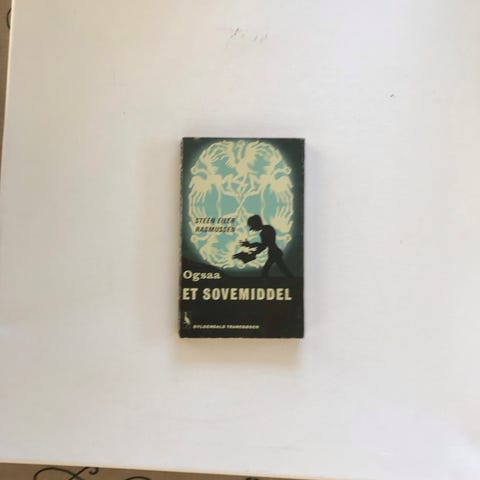 STEEN EILER
RASMUSSEN
Ogsaa
ET SOVEMIDDEL
GYLDENDALS TRANEBØGER